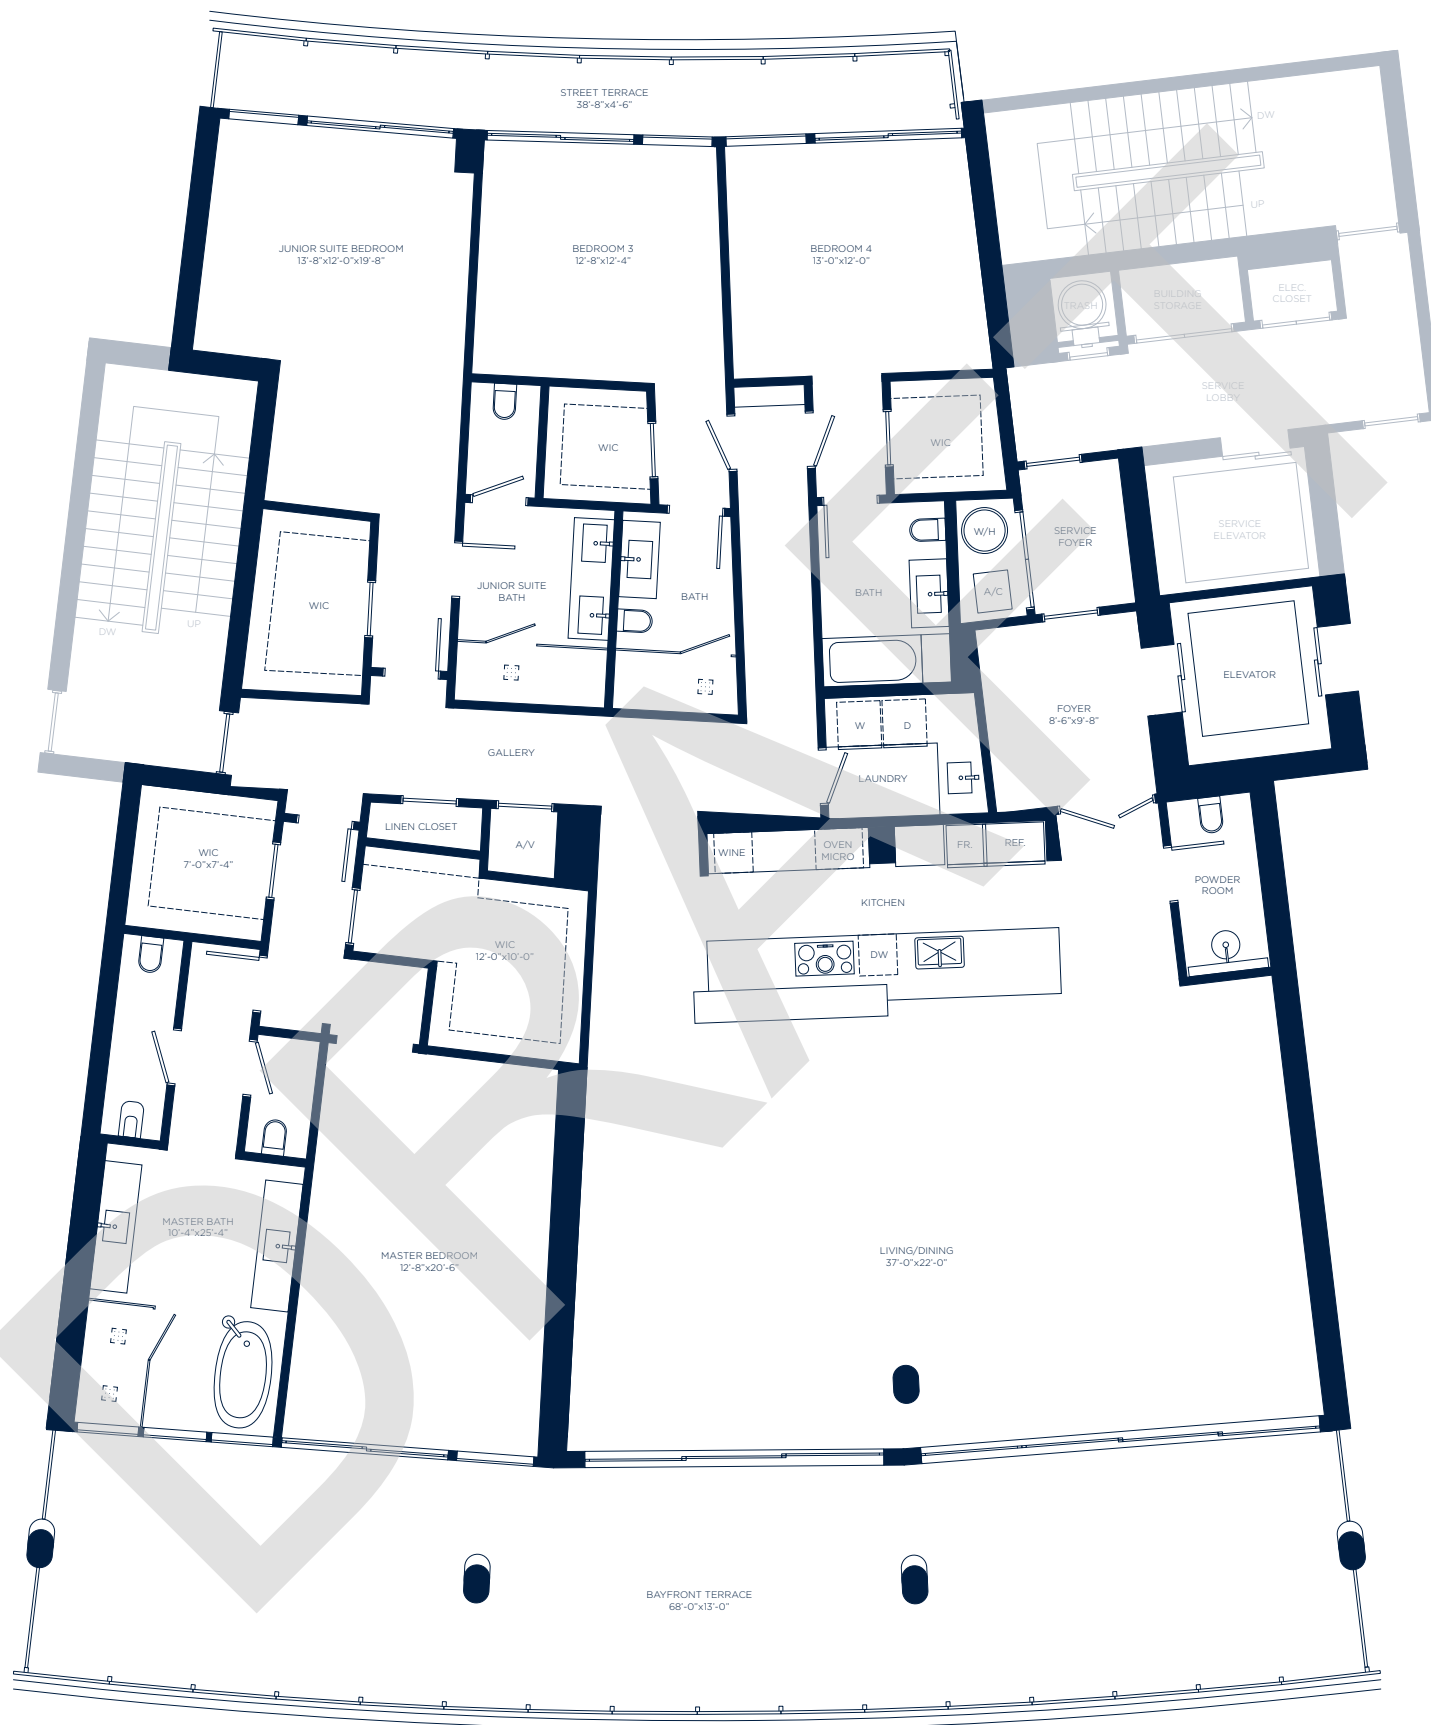 STREET TERRACE
38'-8"x4'-6"
DW
UP
JUNIOR SUITE BEDROOM
13'-8"x12'-0"x19'-8"
BEDROOM 3
12'-8"x12'-4"
BEDROOM 4
13'-0"x12'-0"
TRASH
BUILDING
STORAGE
ELEC.
CLOSET
SERVICE
LOBBY
WIC
WIC
SERVICE
FOYER
SERVICE
ELEVATOR
W/H
A/C
JUNIOR SUITE
BATH
BATH
BATH
WIC
DW
UP
ELEVATOR
FOYER
8'-6"x9'-8"
W
D
GALLERY
LAUNDRY
LINEN CLOSET
A/V
WINE
OVEN
MICRO
FR.
REF.
WIC
7'-0"x7'-4"
POWDER
ROOM
KITCHEN
WIC
12'-0"x10'-0"
DW
MASTER BATH
10'-4"x25'-4"
MASTER BEDROOM
12'-8"x20'-6"
LIVING/DINING
37'-0"x22'-0"
BAYFRONT TERRACE
68'-0"x13'-0"
DRAFT